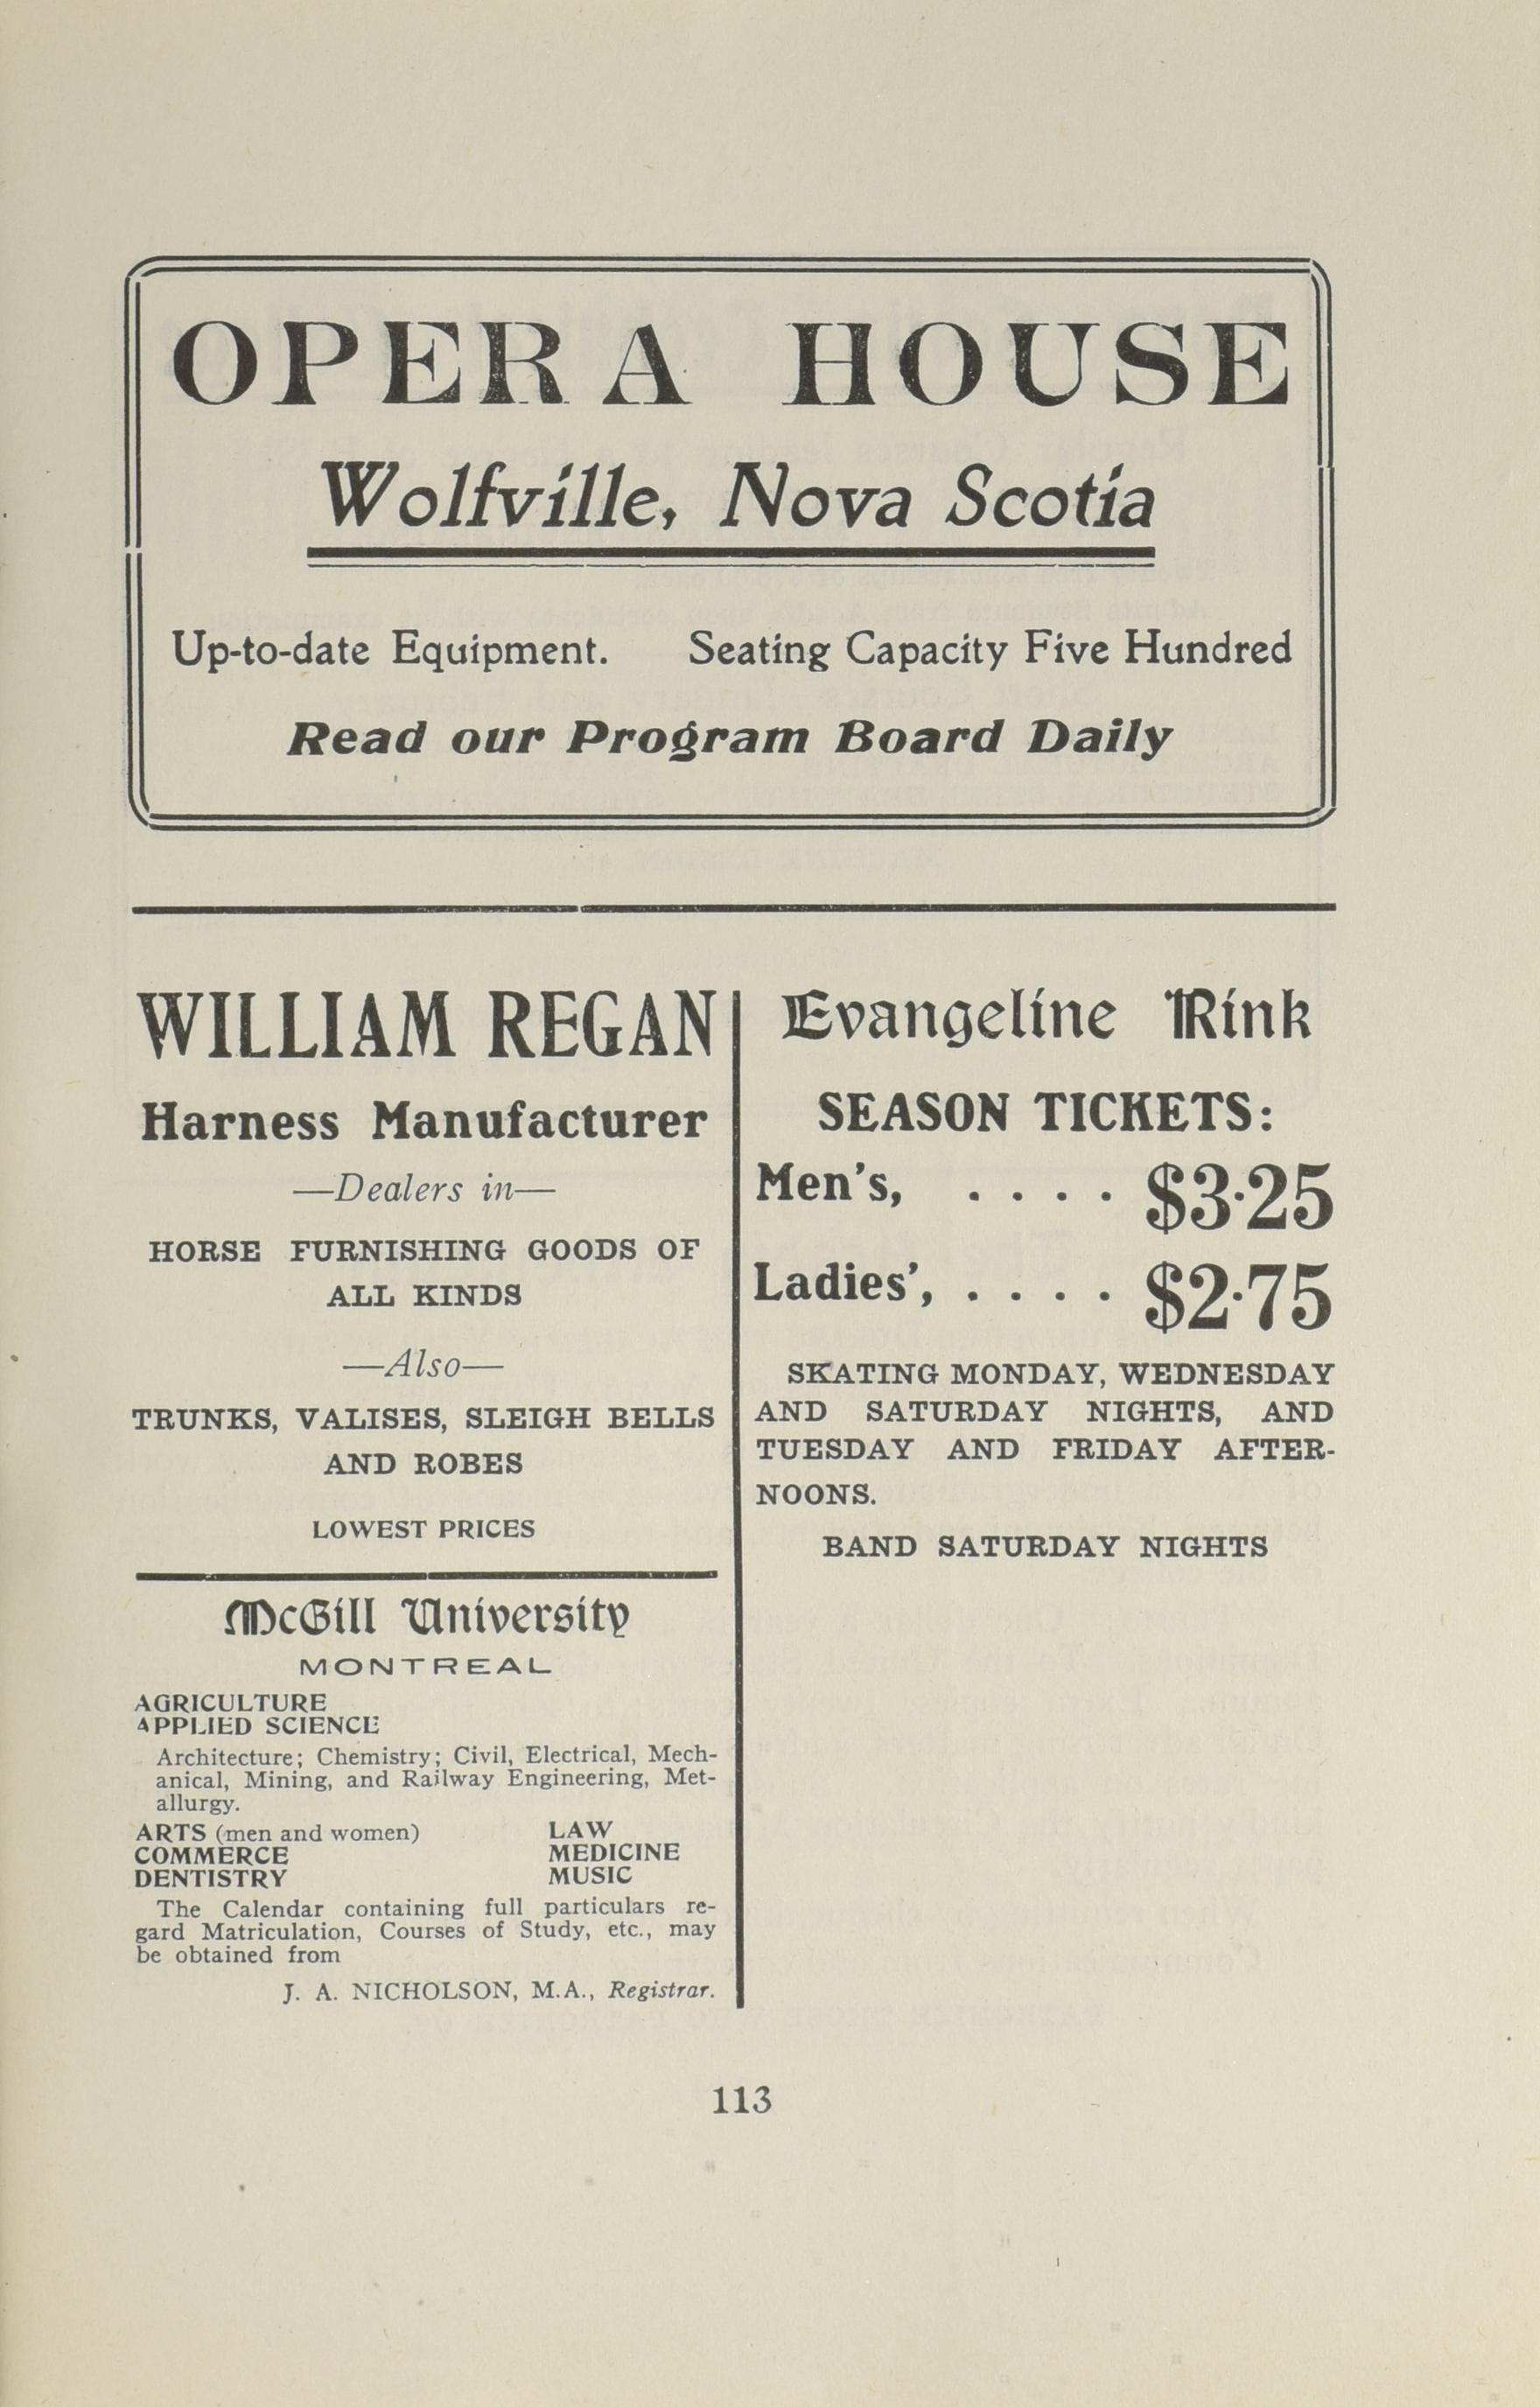 OPERA HOUSE
Wolfville, Nova Scotia
Up-to-date Equipment. Seating Capacity Five Hundred
Read our Program Board Daily
WILLIAM REGAN
Harness Manufacturer
—Dealers in—
HORSE FURNISHING GOODS OF
ALL KINDS
—Also—
TRUNKS, VALISES, SLEIGH BELLS
AND ROBES
LOWEST PRICES
McGill University
MONTREAL
AGRICULTURE
APPLIED SCIENCE
Architecture; Chemistry; Civil, Electrical, Mech-
anical, Mining, and Railway Engineering, Met-
allurgy.
ARTS (men and women) LAW
COMMERCE MEDICINE
DENTISTRY MUSIC
The Calendar containing full particulars re-
gard Matriculation, Courses of Study, etc., may
be obtained from
J. A. NICHOLSON, M.A., Registrar.
Evangeline Rink
SEASON TICKETS:
Men's, . . . . $3.25
Ladies', . . . . $2.75
SKATING MONDAY, WEDNESDAY
AND SATURDAY NIGHTS, AND
TUESDAY AND FRIDAY AFTER-
NOONS.
BAND SATURDAY NIGHTS
113